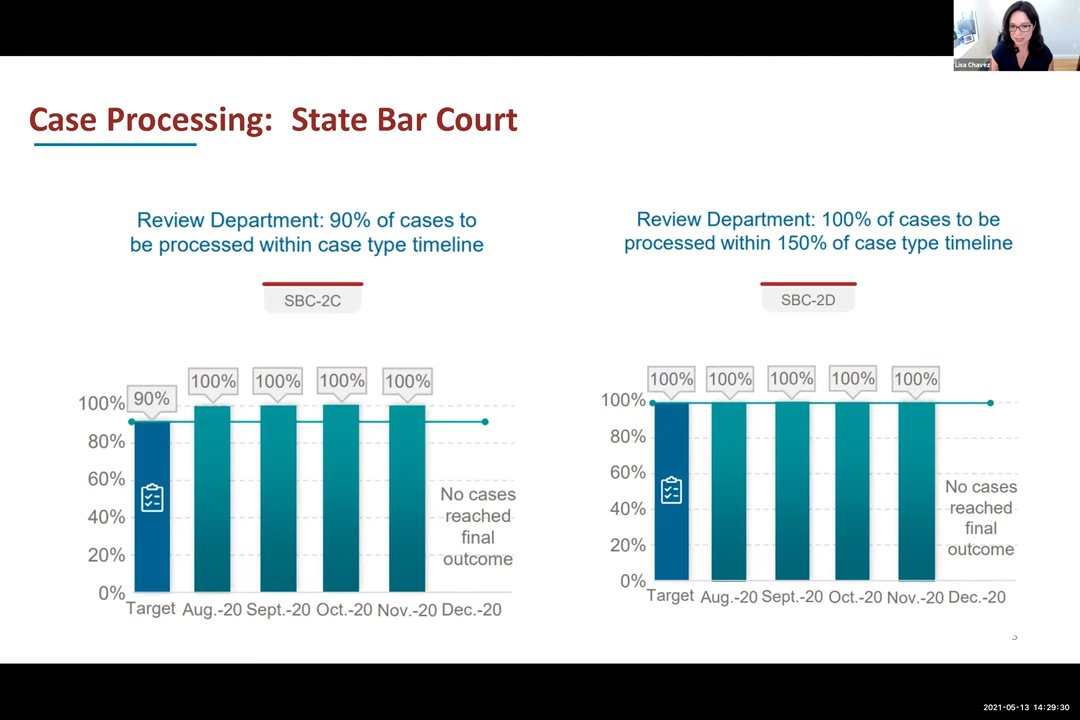 Lisa Chavez
Case Processing: State Bar Court
Review Department: 90% of cases to
be processed within case type timeline
SBC-2C
90%
100%
100%
100%
100%
100%
80%
60%
40%
20%
0%
No cases
reached
final
outcome
Target Aug.-20 Sept.-20 Oct.-20 Nov.-20 Dec.-20
Review Department: 100% of cases to be
processed within 150% of case type timeline
SBC-2D
100%
100%
100%
100%
100%
100%
80%
60%
40%
20%
0%
No cases
reached
final
outcome
Target Aug.-20 Sept.-20 Oct.-20 Nov.-20 Dec.-20
2021-05-13 14:29:30